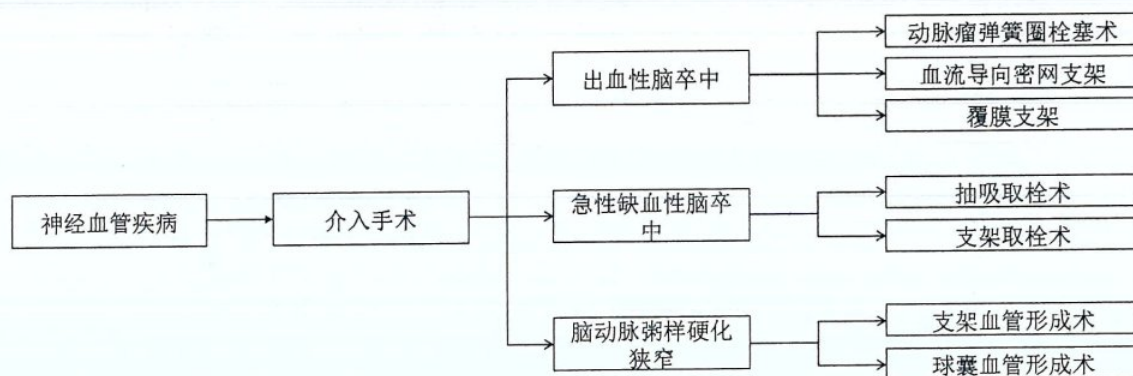 神经血管疾病
介入手术
出血性脑卒中
动脉瘤弹簧圈栓塞术
血流导向密网支架
覆膜支架
急性缺血性脑卒
中
抽吸取栓术
支架取栓术
脑动脉粥样硬化
狭窄
支架血管形成术
球囊血管形成术